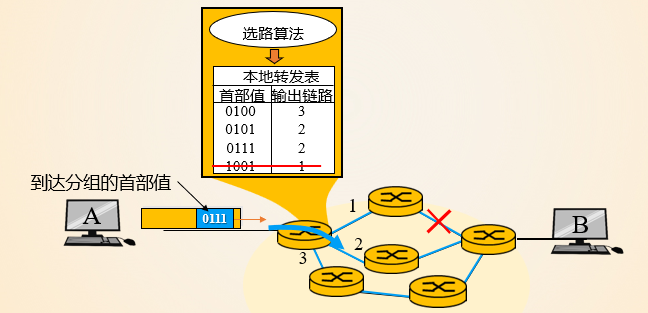 选路算法
本地转发表
首部值 输出链路
0100 3
0101 2
0111 2
1001 1
到达分组的首部值
A
0111
1
2
3
B